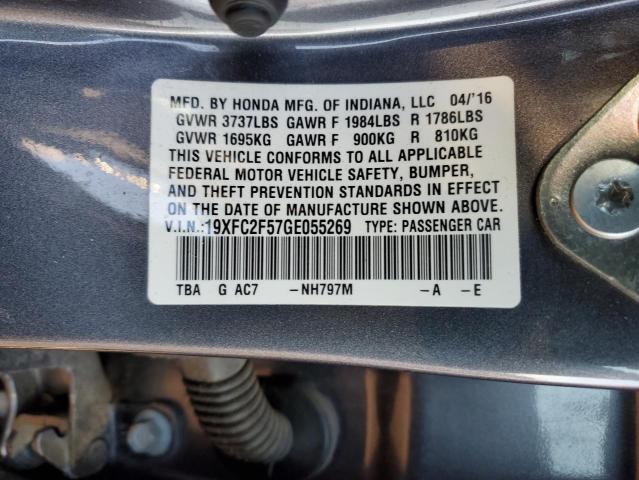 MFD. BY HONDA MFG. OF INDIANA, LLC 04/'16
GVWR 3737LBS GAWR F 1984LBS R 1786LBS
GVWR 1695KG GAWR F 900KG R 810KG
THIS VEHICLE CONFORMS TO ALL APPLICABLE
FEDERAL MOTOR VEHICLE SAFETY, BUMPER,
AND THEFT PREVENTION STANDARDS IN EFFECT
ON THE DATE OF MANUFACTURE SHOWN ABOVE.
V.I.N.:19XFC2F57GE055269 TYPE: PASSENGER CAR
TBA G AC7 -NH797M -A -E